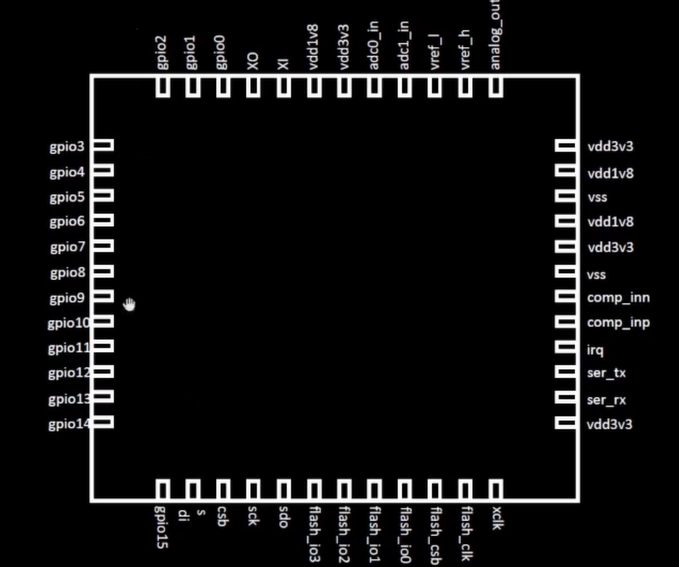 gpio2
gpio1
gpio0
XO
XI
vdd1v8
vdd3v3
adc0_in
adc1_in
vref_l
vref_h
analog_out
gpio3
gpio4
gpio5
gpio6
gpio7
gpio8
gpio9
gpio10
gpio11
gpio12
gpio13
gpio14
vdd3v3
vdd1v8
vss
vdd1v8
vdd3v3
vss
comp_inn
comp_inp
irq
ser_tx
ser_rx
vdd3v3
gpio15
s
di
csb
sck
sdo
flash_io3
flash_io2
flash_io1
flash_io0
flash_csb
flash_clk
xclk